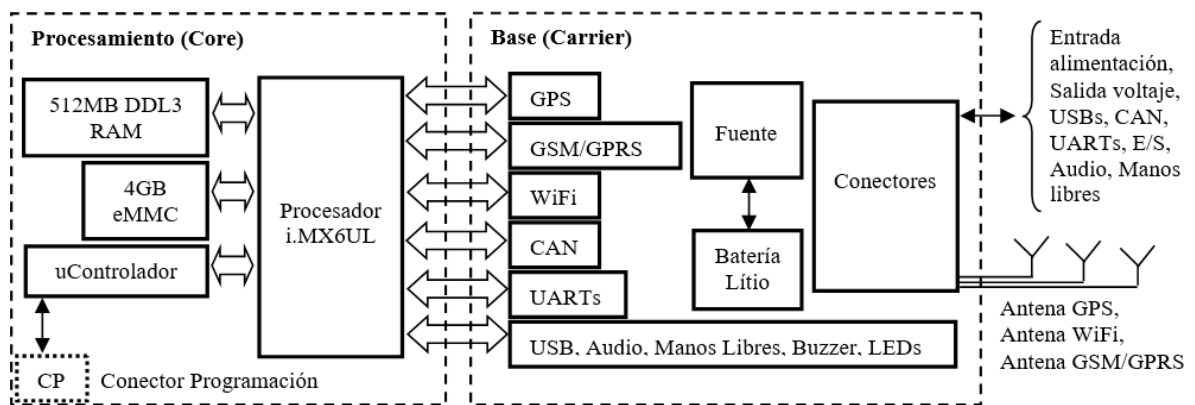 Procesamiento (Core)
512MB DDL3
RAM
4GB
eMMC
uControlador
CP
Conector Programación
Procesador
i.MX6UL
Base (Carrier)
GPS
GSM/GPRS
WiFi
CAN
UARTs
USB, Audio, Manos Libres, Buzzer, LEDs
Fuente
Batería
Lítio
Conectores
Entrada
alimentación,
Salida voltaje,
USBs, CAN,
UARTs, E/S,
Audio, Manos
libres
Antena GPS,
Antena WiFi,
Antena GSM/GPRS